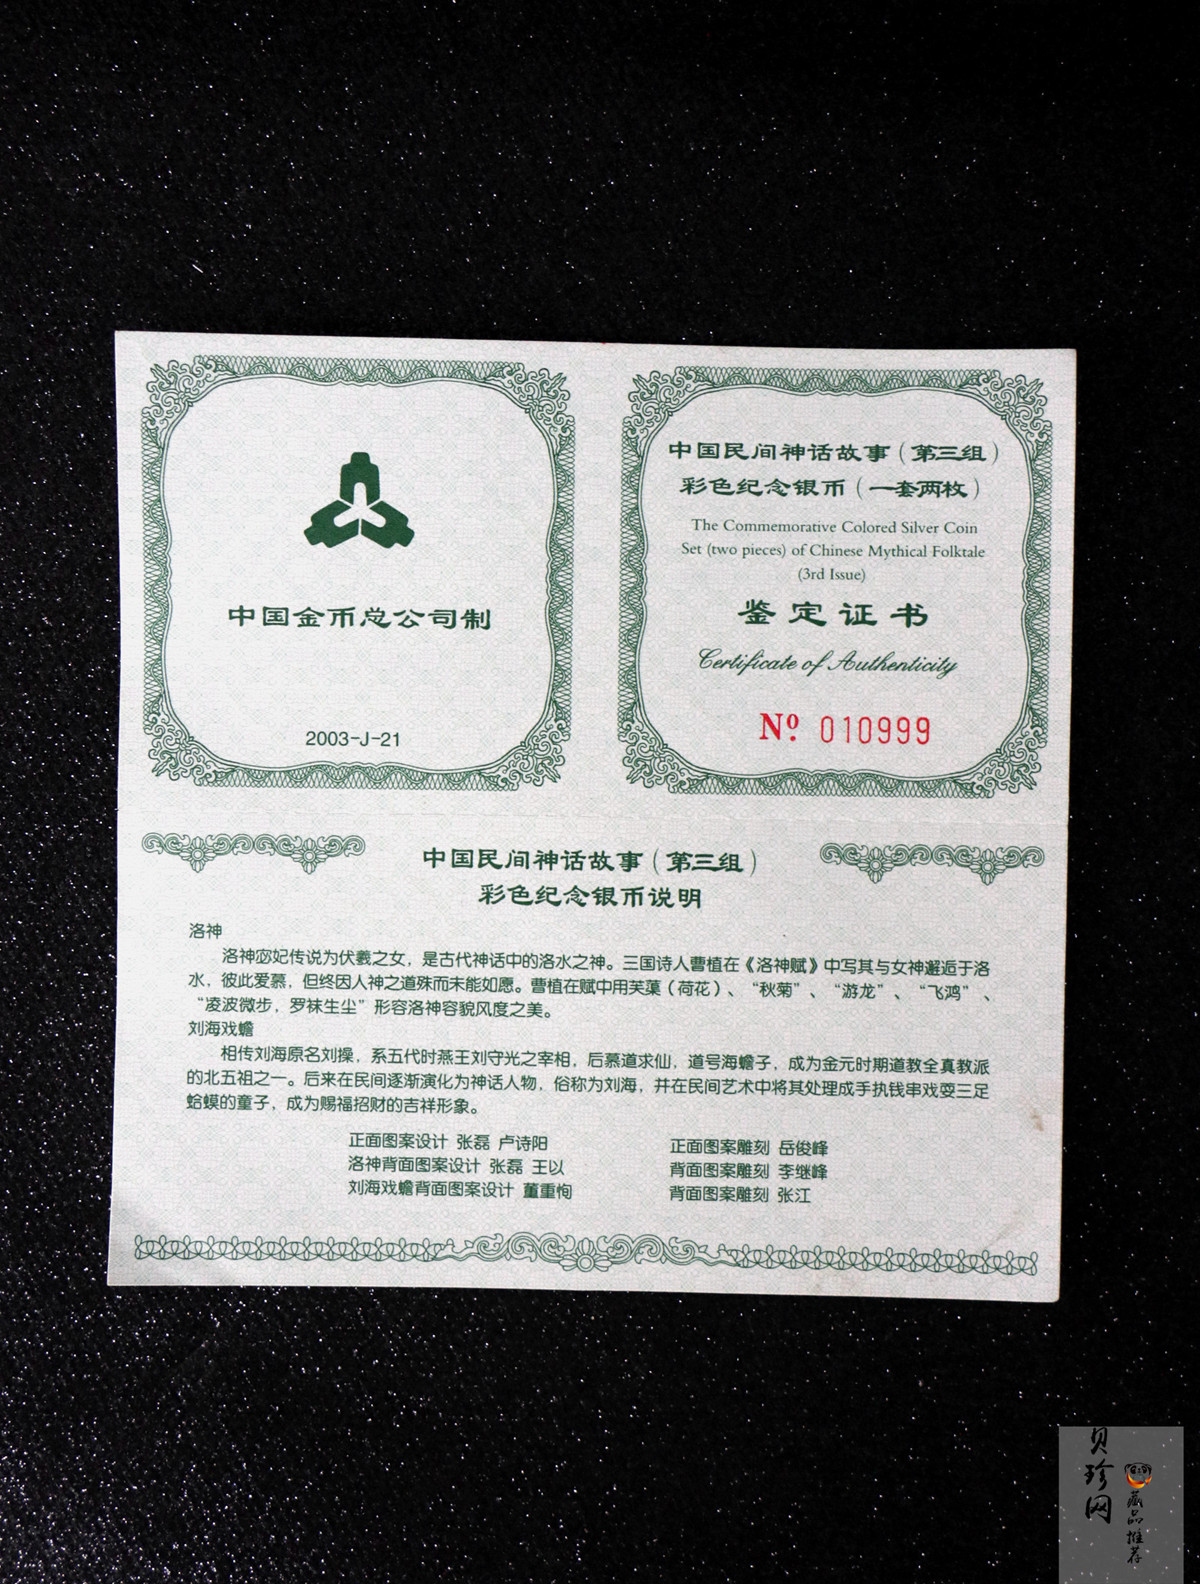 中国金币总公司制
2003-J-21
中国民间神话故事（第三组）
彩色纪念银币（一套两枚）
The Commemorative Colored Silver Coin
Set (two pieces) of Chinese Mythical Folktale
(3rd Issue)
鉴定证书
Certificate of Authenticity
Nº 010999
中国民间神话故事（第三组）
彩色纪念银币说明
洛神
洛神宓妃传说为伏羲之女，是古代神话中的洛水之神。三国诗人曹植在《洛神赋》中写其与女神邂逅于洛
水，彼此爱慕，但终因人神之道殊而未能如愿。曹植在赋中用芙蕖（荷花）、“秋菊”、“游龙”、“飞鸿”、
“凌波微步，罗袜生尘”形容洛神容貌风度之美。
刘海戏蟾
相传刘海原名刘操，系五代时燕王刘守光之宰相，后慕道求仙，道号海蟾子，成为金元时期道教全真教派
的北五祖之一。后来在民间逐渐演化为神话人物，俗称为刘海，并在民间艺术中将其处理成手执钱串戏耍三足
蛤蟆的童子，成为赐福招财的吉祥形象。
正面图案设计 张磊 卢诗阳
洛神背面图案设计 张磊 王以
刘海戏蟾背面图案设计 董重恂
正面图案雕刻 岳俊峰
背面图案雕刻 李继峰
背面图案雕刻 张江
贝珍网
藏品推荐